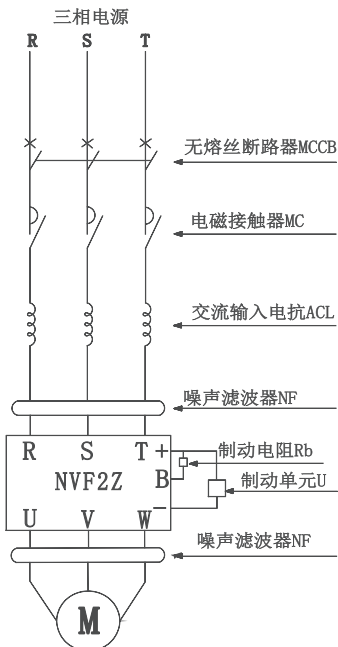 三相电源
R S T
无熔丝断路器MCCB
电磁接触器MC
交流输入电抗ACL
噪声滤波器NF
R S T +
制动电阻Rb
NVF2Z B
制动单元U
U V W −
噪声滤波器NF
M